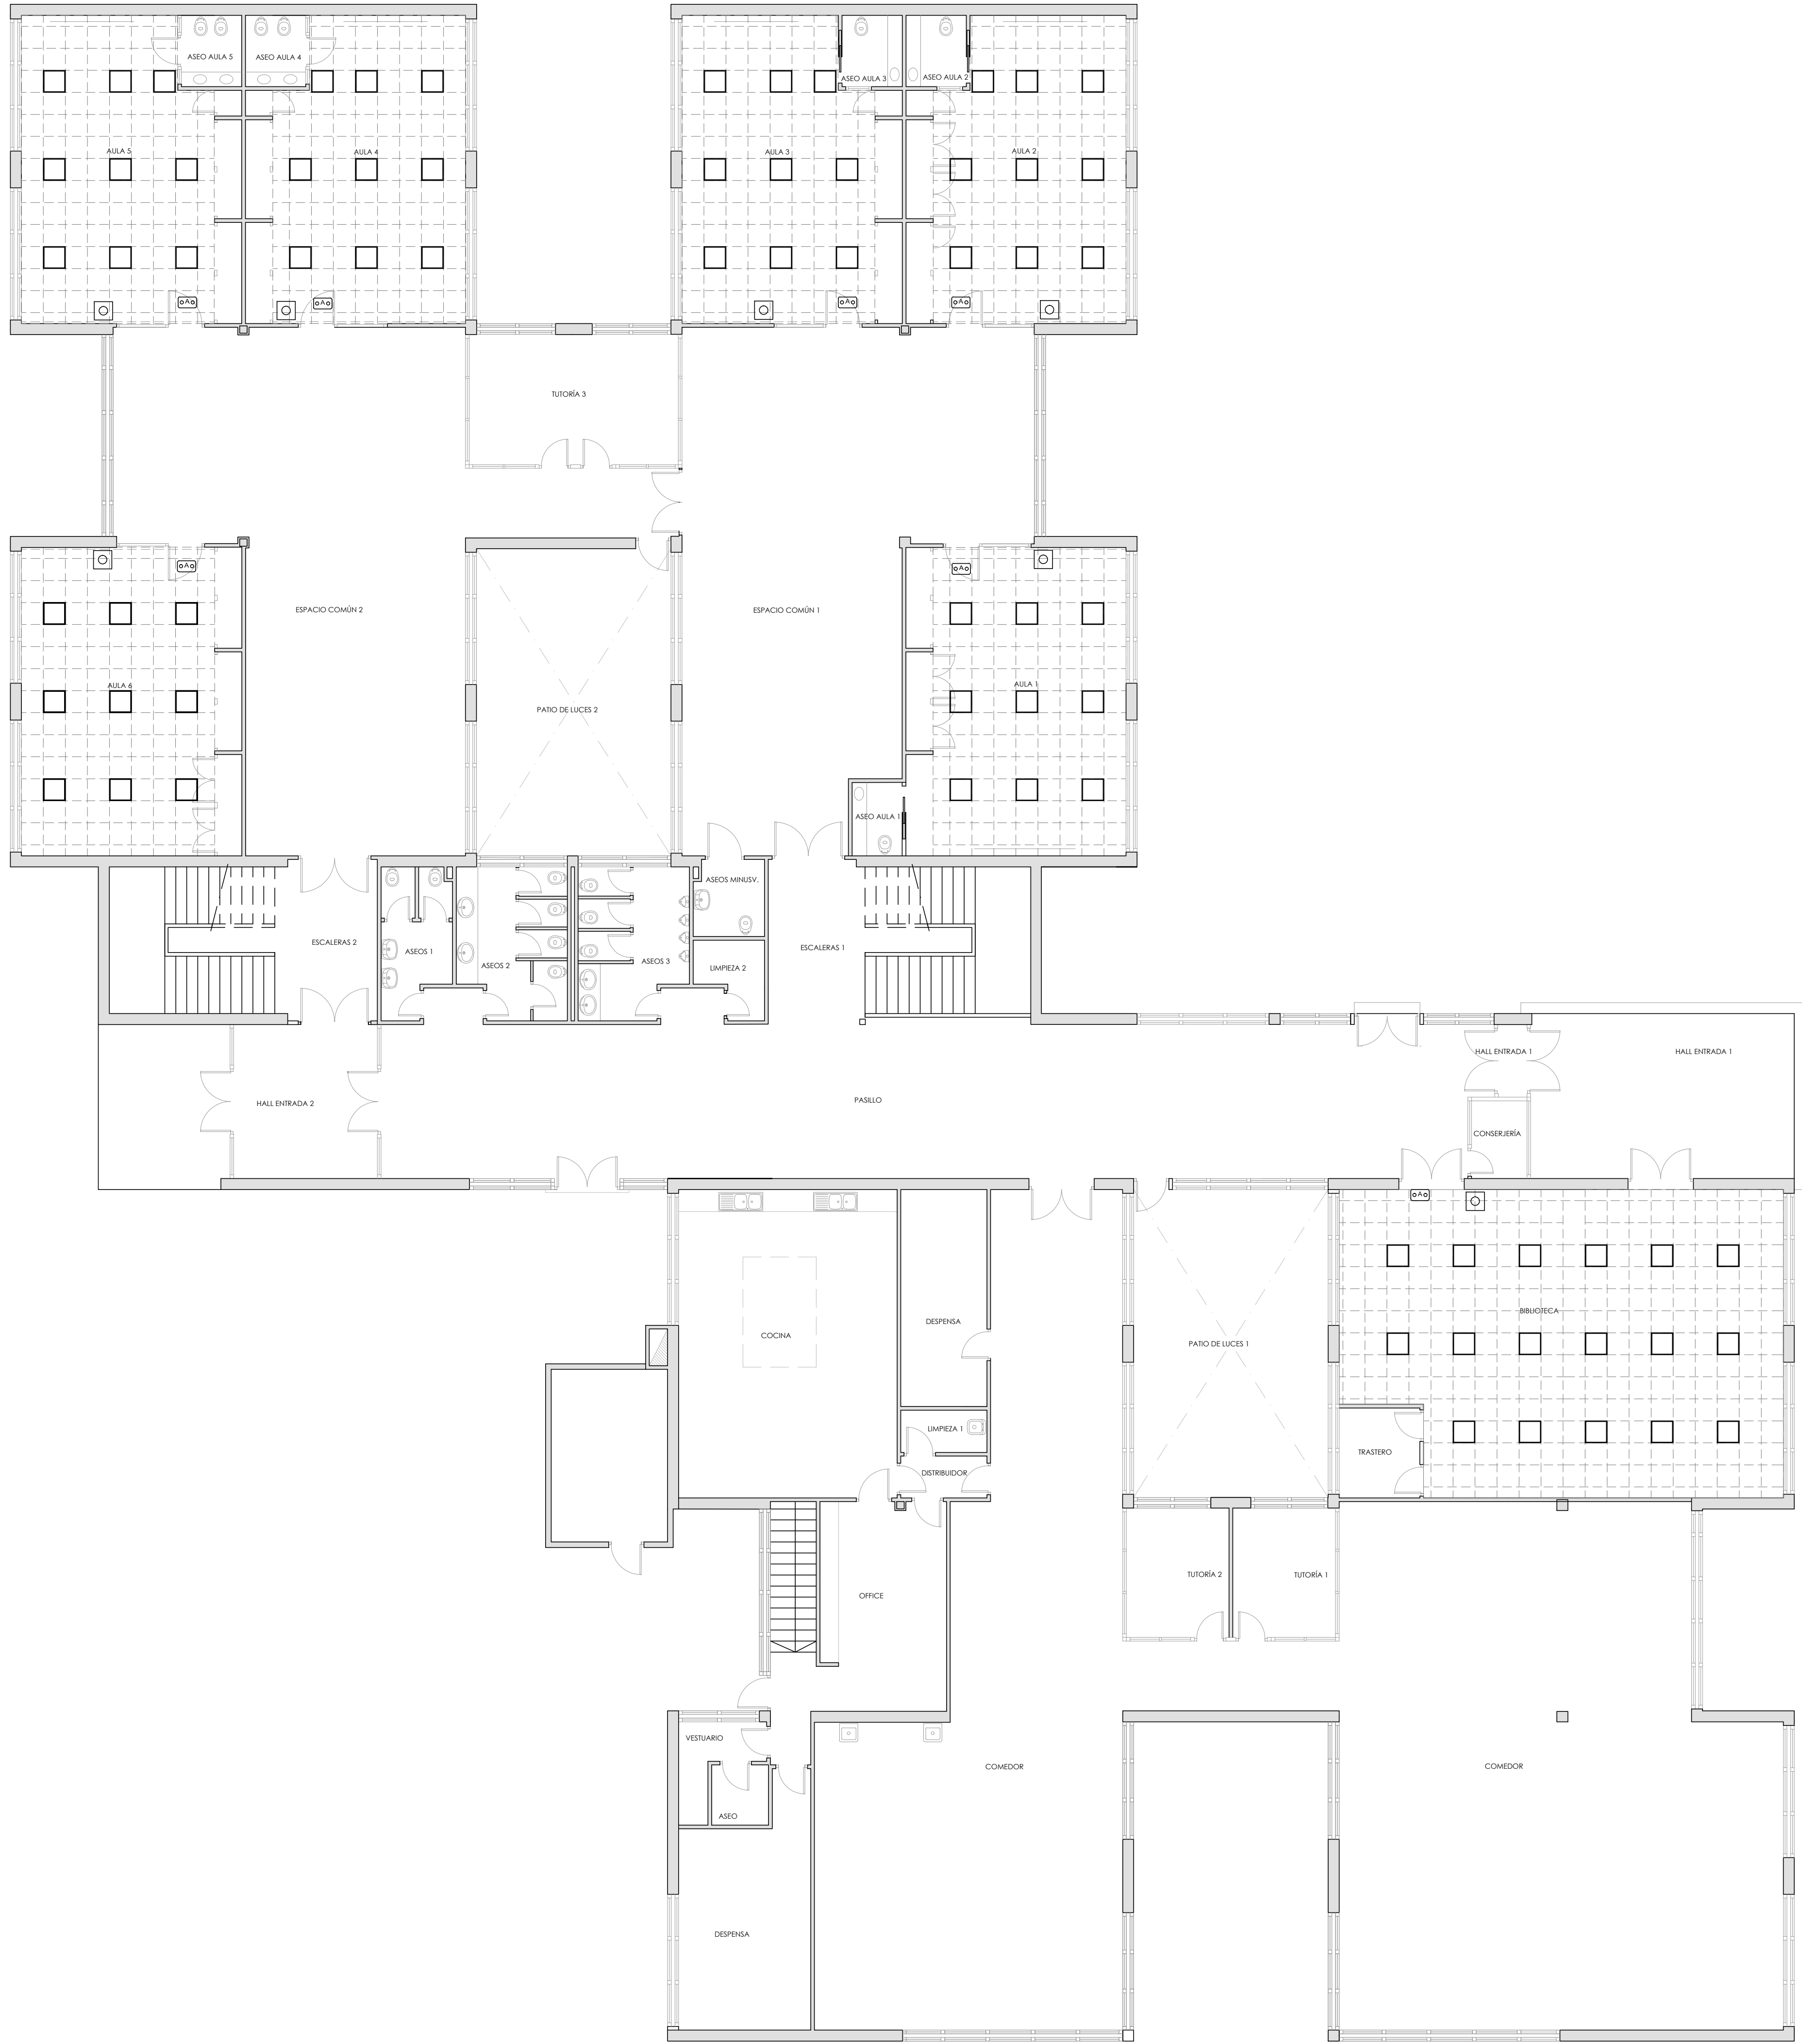 ASEO AULA 5
ASEO AULA 4
ASEO AULA 3
ASEO AULA 2
AULA 5
AULA 4
AULA 3
AULA 2
A
A
A
A
TUTORÍA 3
A
A
ESPACIO COMÚN 2
ESPACIO COMÚN 1
AULA 6
AULA 1
PATIO DE LUCES 2
ASEO AULA 1
ASEOS MINUSV.
ESCALERAS 2
ASEOS 1
ASEOS 2
ASEOS 3
LIMPIEZA 2
ESCALERAS 1
HALL ENTRADA 1
HALL ENTRADA 1
HALL ENTRADA 2
PASILLO
CONSERJERÍA
A
BIBLIOTECA
DESPENSA
COCINA
PATIO DE LUCES 1
LIMPIEZA 1
TRASTERO
DISTRIBUIDOR
TUTORÍA 2
TUTORÍA 1
OFFICE
VESTUARIO
COMEDOR
COMEDOR
ASEO
DESPENSA